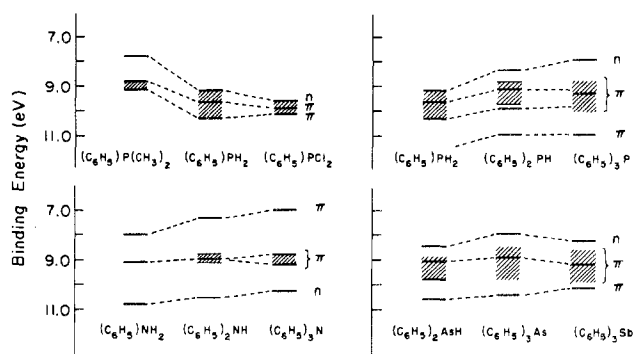 Binding Energy (eV)
7.0
9.0
11.0
n
π
π
(C6H5)P(CH3)2 (C6H5)PH2 (C6H5)PCl2
n
π
π
(C6H5)PH2 (C6H5)2PH (C6H5)3P
7.0
9.0
11.0
π
π
n
(C6H5)NH2 (C6H5)2NH (C6H5)3N
n
π
π
(C6H5)2AsH (C6H5)3As (C6H5)3Sb